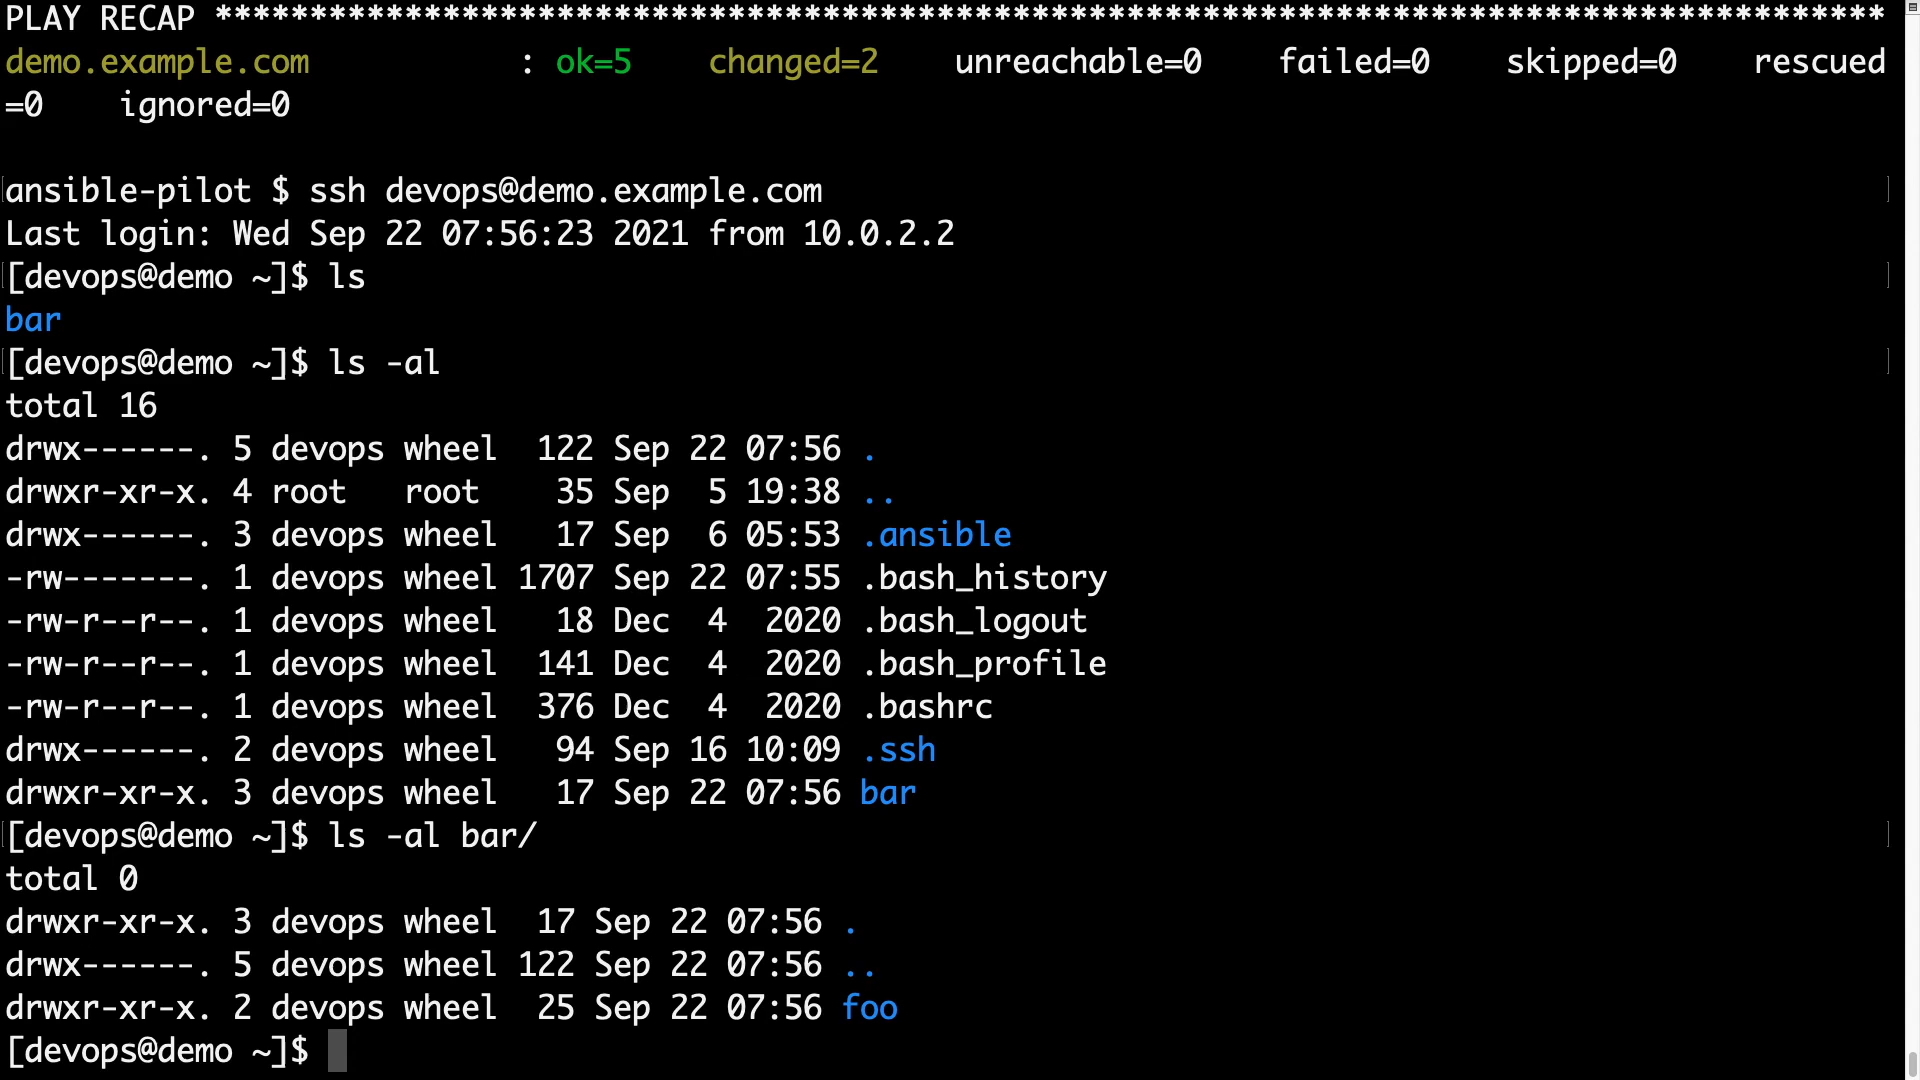 PLAY RECAP ****************************************************************************************
demo.example.com           : ok=5    changed=2    unreachable=0    failed=0    skipped=0    rescued
=0    ignored=0
ansible-pilot $ ssh devops@demo.example.com
Last login: Wed Sep 22 07:56:23 2021 from 10.0.2.2
[devops@demo ~]$ ls
bar
[devops@demo ~]$ ls -al
total 16
drwx------. 5 devops wheel  122 Sep 22 07:56 .
drwxr-xr-x. 4 root   root    35 Sep  5 19:38 ..
drwx------. 3 devops wheel   17 Sep  6 05:53 .ansible
-rw-------. 1 devops wheel 1707 Sep 22 07:55 .bash_history
-rw-r--r--. 1 devops wheel   18 Dec  4  2020 .bash_logout
-rw-r--r--. 1 devops wheel  141 Dec  4  2020 .bash_profile
-rw-r--r--. 1 devops wheel  376 Dec  4  2020 .bashrc
drwx------. 2 devops wheel   94 Sep 16 10:09 .ssh
drwxr-xr-x. 3 devops wheel   17 Sep 22 07:56 bar
[devops@demo ~]$ ls -al bar/
total 0
drwxr-xr-x. 3 devops wheel  17 Sep 22 07:56 .
drwx------. 5 devops wheel 122 Sep 22 07:56 ..
drwxr-xr-x. 2 devops wheel  25 Sep 22 07:56 foo
[devops@demo ~]$